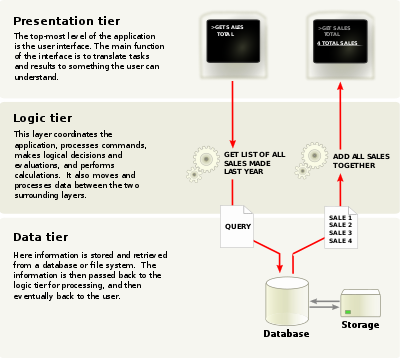 Presentation tier
The top-most level of the application
is the user interface. The main function
of the interface is to translate tasks
and results to something the user can
understand.
>GET SALES
TOTAL
>GET SALES
TOTAL
4 TOTAL SALES
Logic tier
This layer coordinates the
application, processes commands,
makes logical decisions and
evaluations, and performs
calculations. It also moves and
processes data between the two
surrounding layers.
GET LIST OF ALL
SALES MADE
LAST YEAR
ADD ALL SALES
TOGETHER
Data tier
Here information is stored and retrieved
from a database or file system. The
information is then passed back to the
logic tier for processing, and then
eventually back to the user.
QUERY
SALE 1
SALE 2
SALE 3
SALE 4
Database
Storage